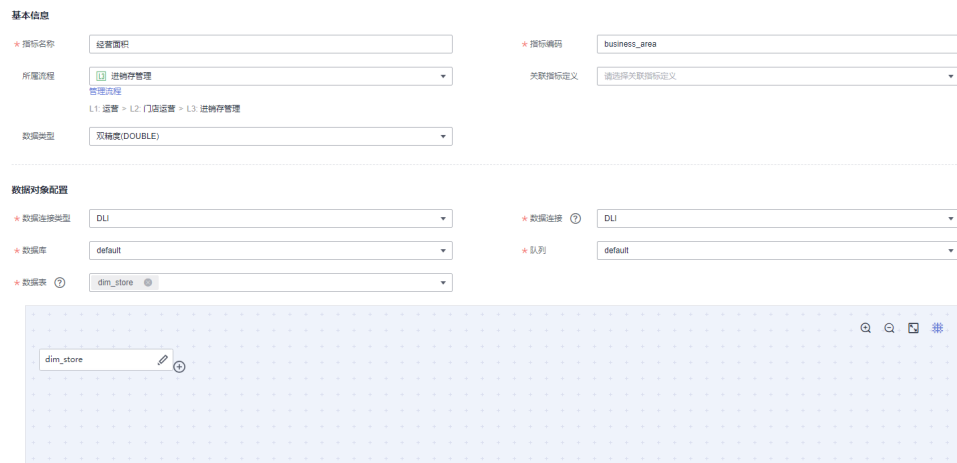 基本信息
* 指标名称 经营面积 * 指标编码 business_area
所属流程 L3 进销存管理 关联指标定义 请选择关联指标定义
管理流程
L1: 运营 > L2: 门店运营 > L3: 进销存管理
数据类型 双精度(DOUBLE)
数据对象配置
* 数据连接类型 DLI * 数据连接 ? DLI
* 数据库 default * 队列 default
* 数据表 ? dim_store
dim_store